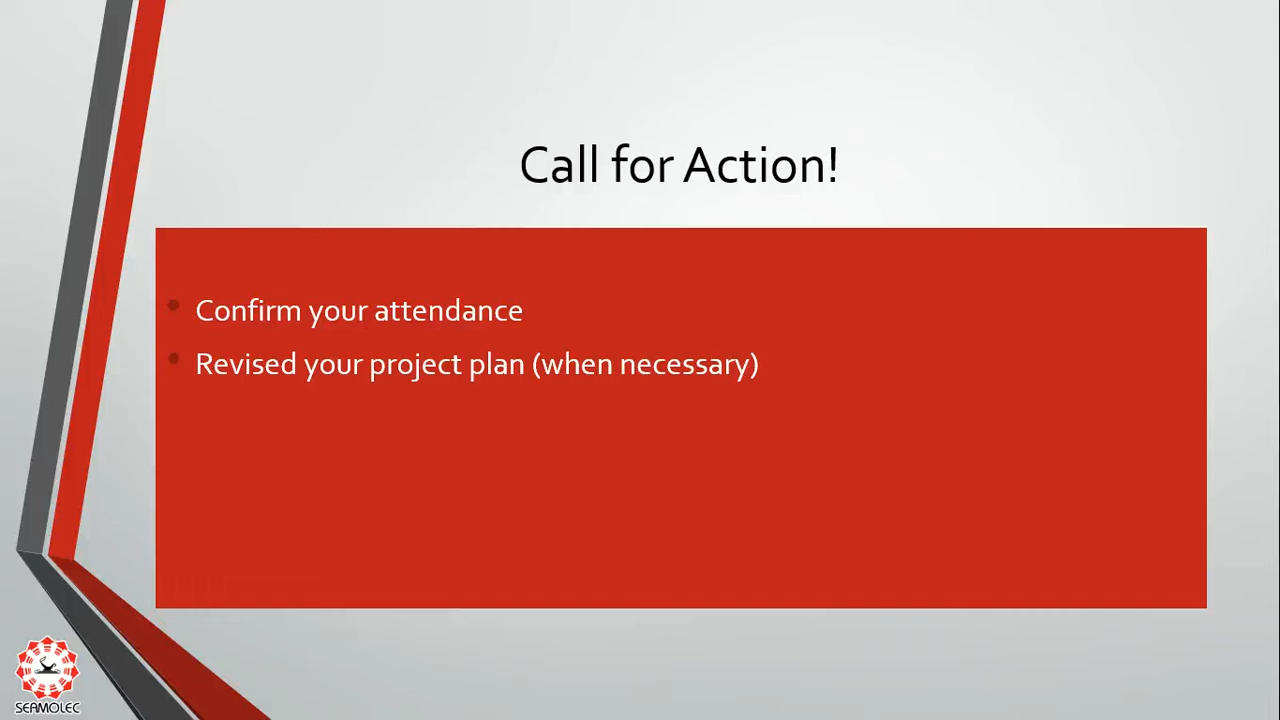 Call for Action!
• Confirm your attendance
• Revised your project plan (when necessary)
SEAMOLEC